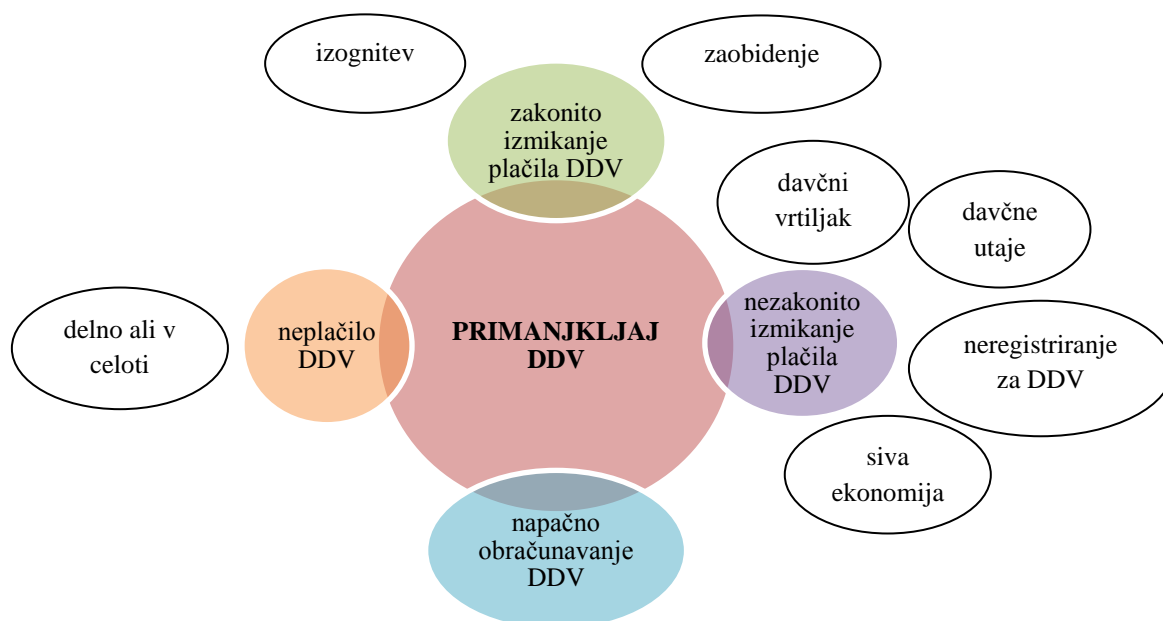 izognitev
zaobidenje
zakonito
izmikanje
plačila DDV
davčni
vrtiljak
davčne
utaje
delno ali v
celoti
neplačilo
DDV
PRIMANJKLJAJ
DDV
nezakonito
izmikanje
plačila
DDV
neregistriranje
za DDV
siva
ekonomija
napačno
obračunavanje
DDV